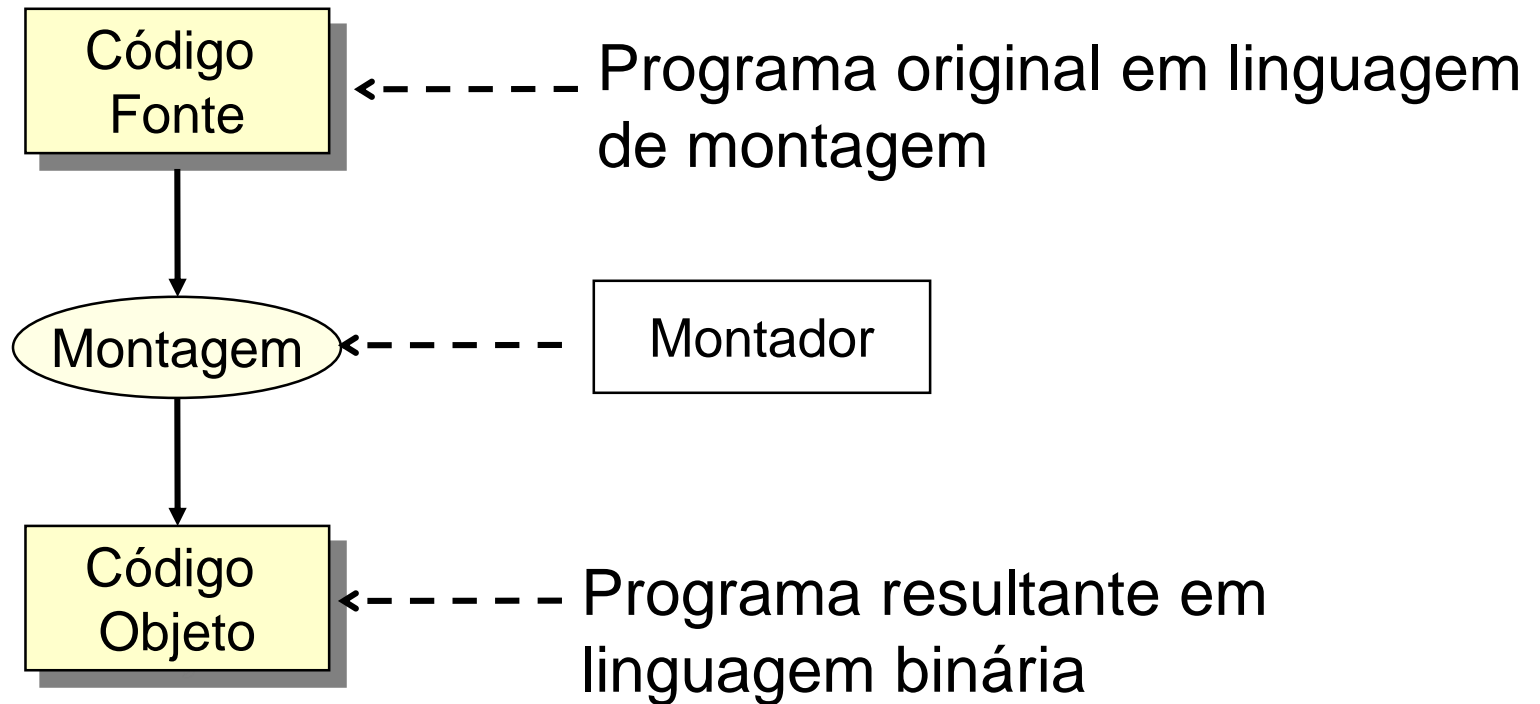 Código
Fonte
Programa original em linguagem
de montagem
Montagem
Montador
Código
Objeto
Programa resultante em
linguagem binária